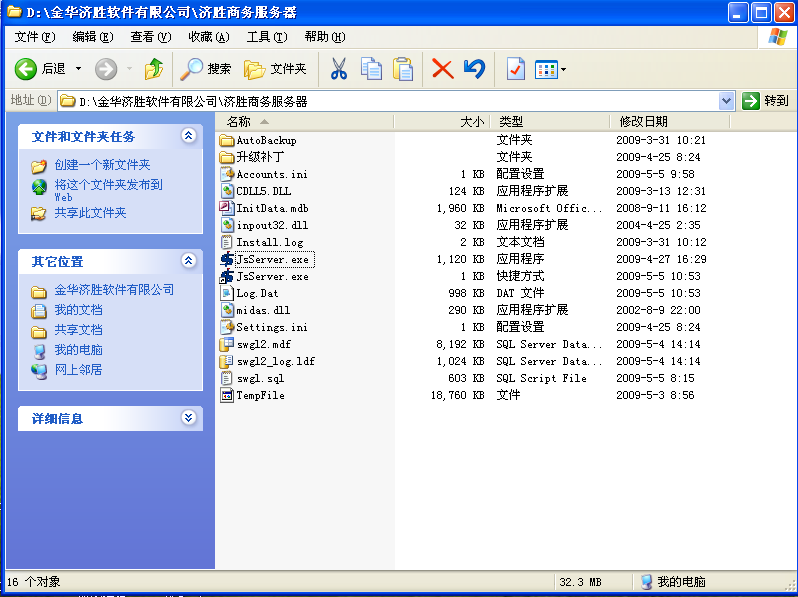 D:\金华济胜软件有限公司\济胜商务服务器
文件(F) 编辑(E) 查看(V) 收藏(A) 工具(T) 帮助(H)
后退 搜索 文件夹
地址(D) D:\金华济胜软件有限公司\济胜商务服务器 转到
文件和文件夹任务
创建一个新文件夹
将这个文件夹发布到
Web
共享此文件夹
其它位置
金华济胜软件有限公司
我的文档
共享文档
我的电脑
网上邻居
详细信息
名称 大小 类型 修改日期
AutoBackup 文件夹 2009-3-31 10:21
升级补丁 文件夹 2009-4-25 8:24
Accounts.ini 1 KB 配置设置 2009-5-5 9:58
CDLL5.DLL 124 KB 应用程序扩展 2009-3-13 12:31
InitData.mdb 1,960 KB Microsoft Offic... 2008-9-11 16:12
inpout32.dll 32 KB 应用程序扩展 2004-4-25 2:35
Install.log 2 KB 文本文档 2009-3-31 10:12
JsServer.exe 1,120 KB 应用程序 2009-4-27 16:29
JsServer.exe 1 KB 快捷方式 2009-5-5 10:53
Log.Dat 998 KB DAT 文件 2009-5-5 10:53
midas.dll 290 KB 应用程序扩展 2002-8-9 22:00
Settings.ini 1 KB 配置设置 2009-4-25 8:24
swgl2.mdf 8,192 KB SQL Server Data... 2009-5-4 14:14
swgl2_log.ldf 1,024 KB SQL Server Data... 2009-5-4 14:14
swgl.sql 603 KB SQL Script File 2009-5-5 8:15
TempFile 18,760 KB 文件 2009-5-3 8:56
16 个对象 32.3 MB 我的电脑